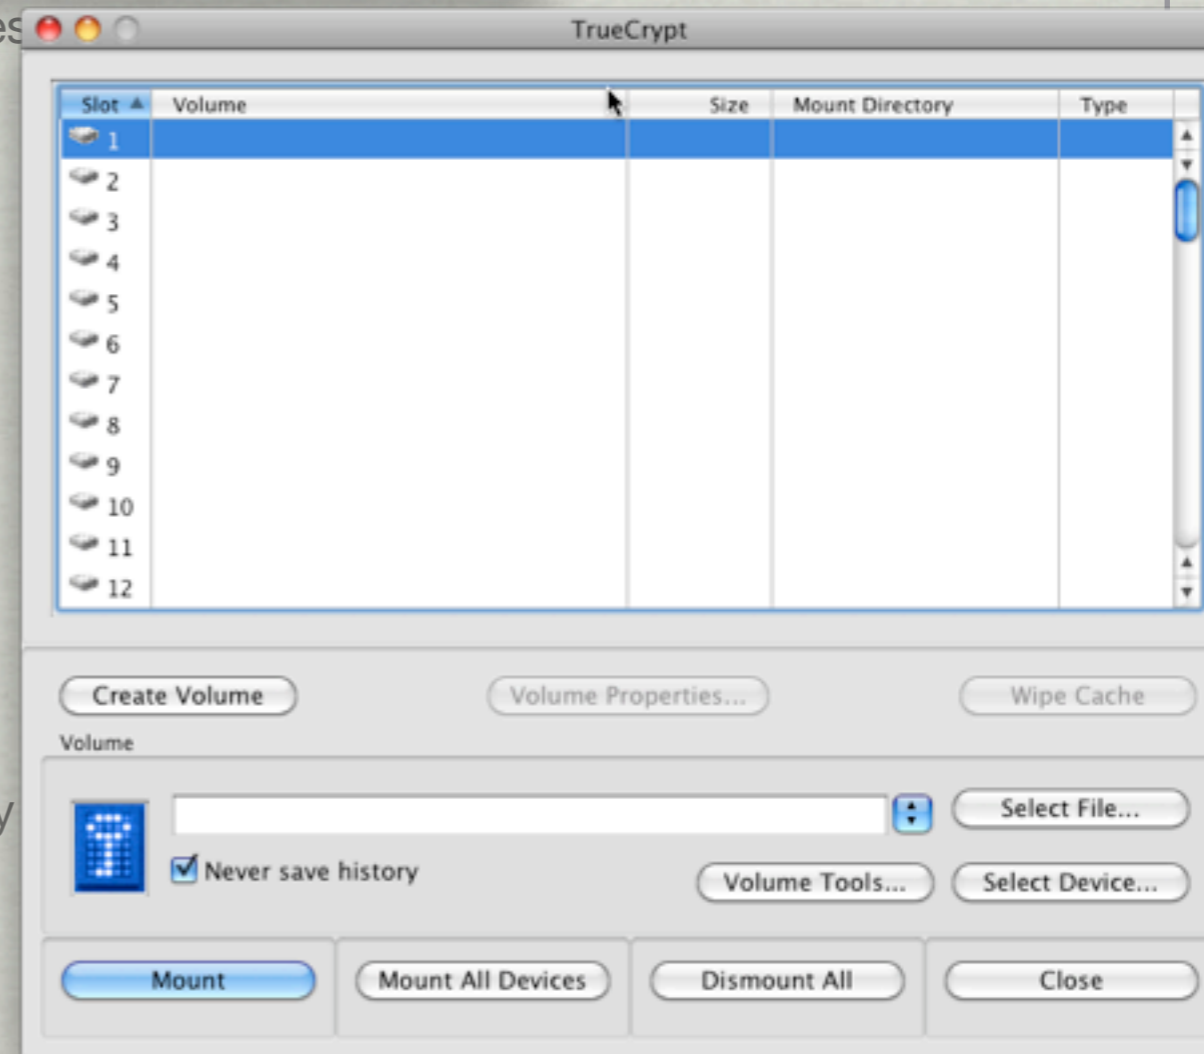 es
TrueCrypt
Slot Volume Size Mount Directory Type
1
2
3
4
5
6
7
8
9
10
11
12
Create Volume Volume Properties... Wipe Cache
Volume
y
Select File...
Never save history
Volume Tools... Select Device...
Mount Mount All Devices Dismount All Close